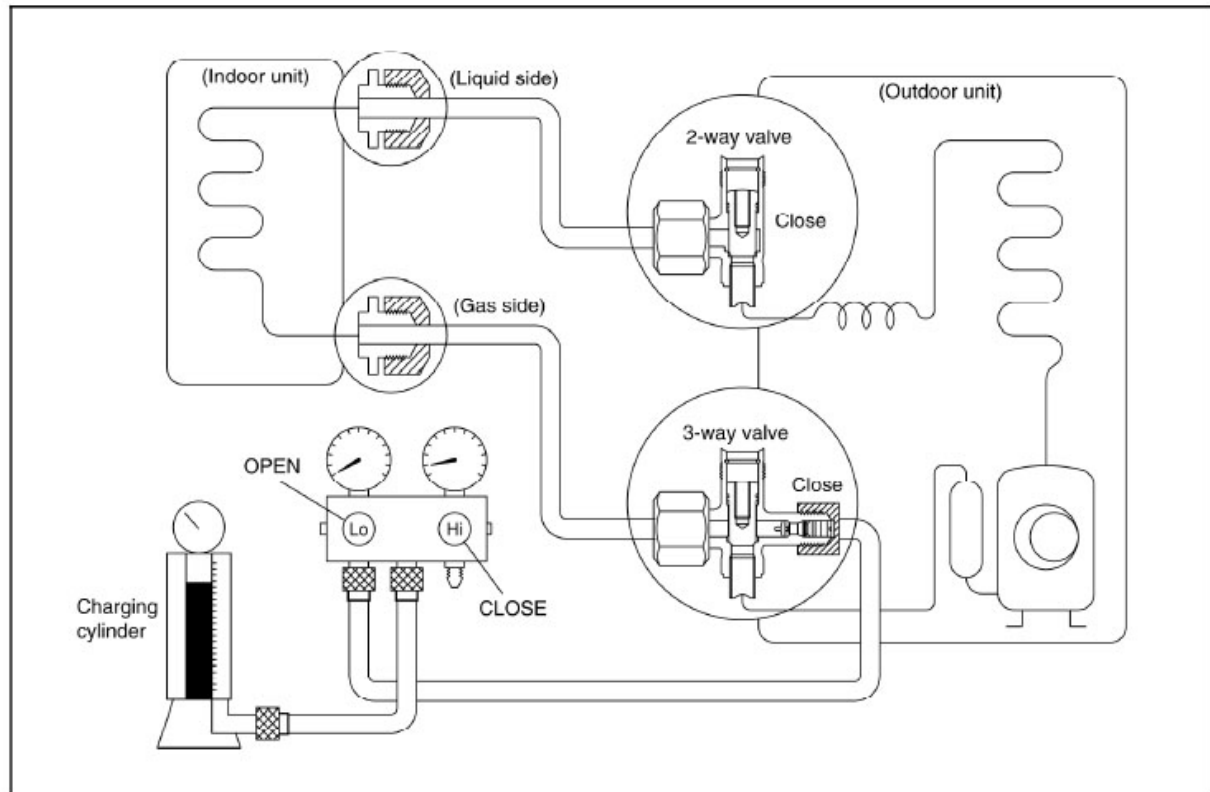 (Indoor unit)
(Liquid side)
(Outdoor unit)
2-way valve
Close
(Gas side)
3-way valve
Close
OPEN
Lo
Hi
CLOSE
Charging
cylinder